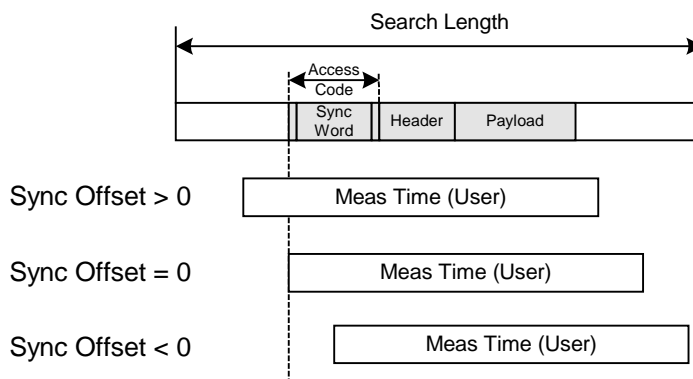 Search Length
Access
Code
Sync
Word
Header
Payload
Sync Offset > 0
Meas Time (User)
Sync Offset = 0
Meas Time (User)
Sync Offset < 0
Meas Time (User)